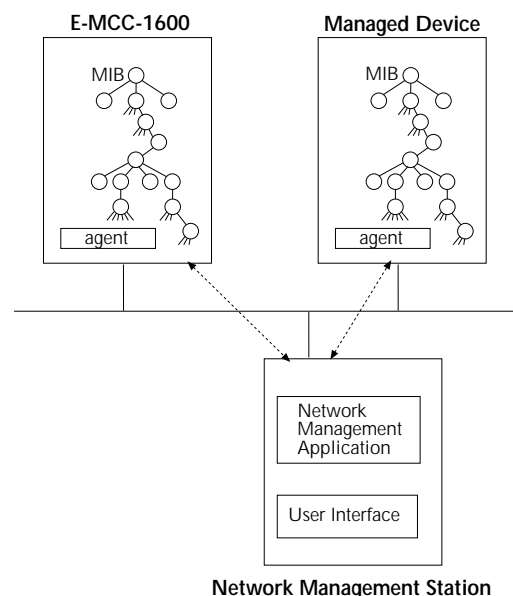 E-MCC-1600
Managed Device
MIB
MIB
agent
agent
Network
Management
Application
User Interface
Network Management Station